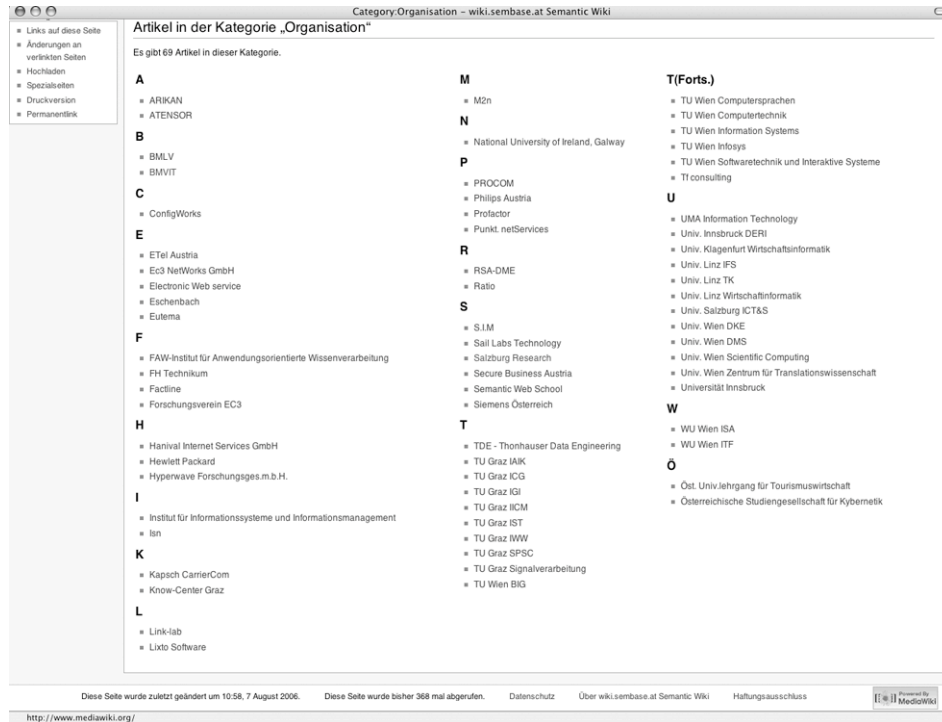 Category:Organisation – wiki.sembase.at Semantic Wiki
Links auf diese Seite
Änderungen an
verlinkten Seiten
Hochladen
Spezialseiten
Druckversion
Permanentlink
Artikel in der Kategorie „Organisation“
Es gibt 69 Artikel in dieser Kategorie.
A
ARIKAN
ATENSOR
B
BMLV
BMVIT
C
ConfigWorks
E
ETel Austria
Ec3 NetWorks GmbH
Electronic Web service
Eschenbach
Eutema
F
FAW-Institut für Anwendungsorientierte Wissenverarbeitung
FH Technikum
Factline
Forschungsverein EC3
H
Hanival Internet Services GmbH
Hewlett Packard
Hyperwave Forschungsges.m.b.H.
I
Institut für Informationssysteme und Informationsmanagement
Isn
K
Kapsch CarrierCom
Know-Center Graz
L
Link-lab
Lixto Software
M
M2n
N
National University of Ireland, Galway
P
PROCOM
Philips Austria
Profactor
Punkt. netServices
R
RSA-DME
Ratio
S
S.I.M
Sail Labs Technology
Salzburg Research
Secure Business Austria
Semantic Web School
Siemens Österreich
T
TDE - Thonhauser Data Engineering
TU Graz IAIK
TU Graz ICG
TU Graz IGI
TU Graz IICM
TU Graz IST
TU Graz IWW
TU Graz SPSC
TU Graz Signalverarbeitung
TU Wien BIG
T(Forts.)
TU Wien Computersprachen
TU Wien Computertechnik
TU Wien Information Systems
TU Wien Infosys
TU Wien Softwaretechnik und Interaktive Systeme
Tf consulting
U
UMA Information Technology
Univ. Innsbruck DERI
Univ. Klagenfurt Wirtschaftsinformatik
Univ. Linz IFS
Univ. Linz TK
Univ. Linz Wirtschaftinformatik
Univ. Salzburg ICT&S
Univ. Wien DKE
Univ. Wien DMS
Univ. Wien Scientific Computing
Univ. Wien Zentrum für Translationswissenschaft
Universität Innsbruck
W
WU Wien ISA
WU Wien ITF
Ö
Öst. Univ.lehrgang für Tourismuswirtschaft
Österreichische Studiengesellschaft für Kybernetik
Diese Seite wurde zuletzt geändert um 10:58, 7 August 2006. Diese Seite wurde bisher 368 mal abgerufen. Datenschutz Über wiki.sembase.at Semantic Wiki Haftungsausschluss
Powered By
MediaWiki
http://www.mediawiki.org/